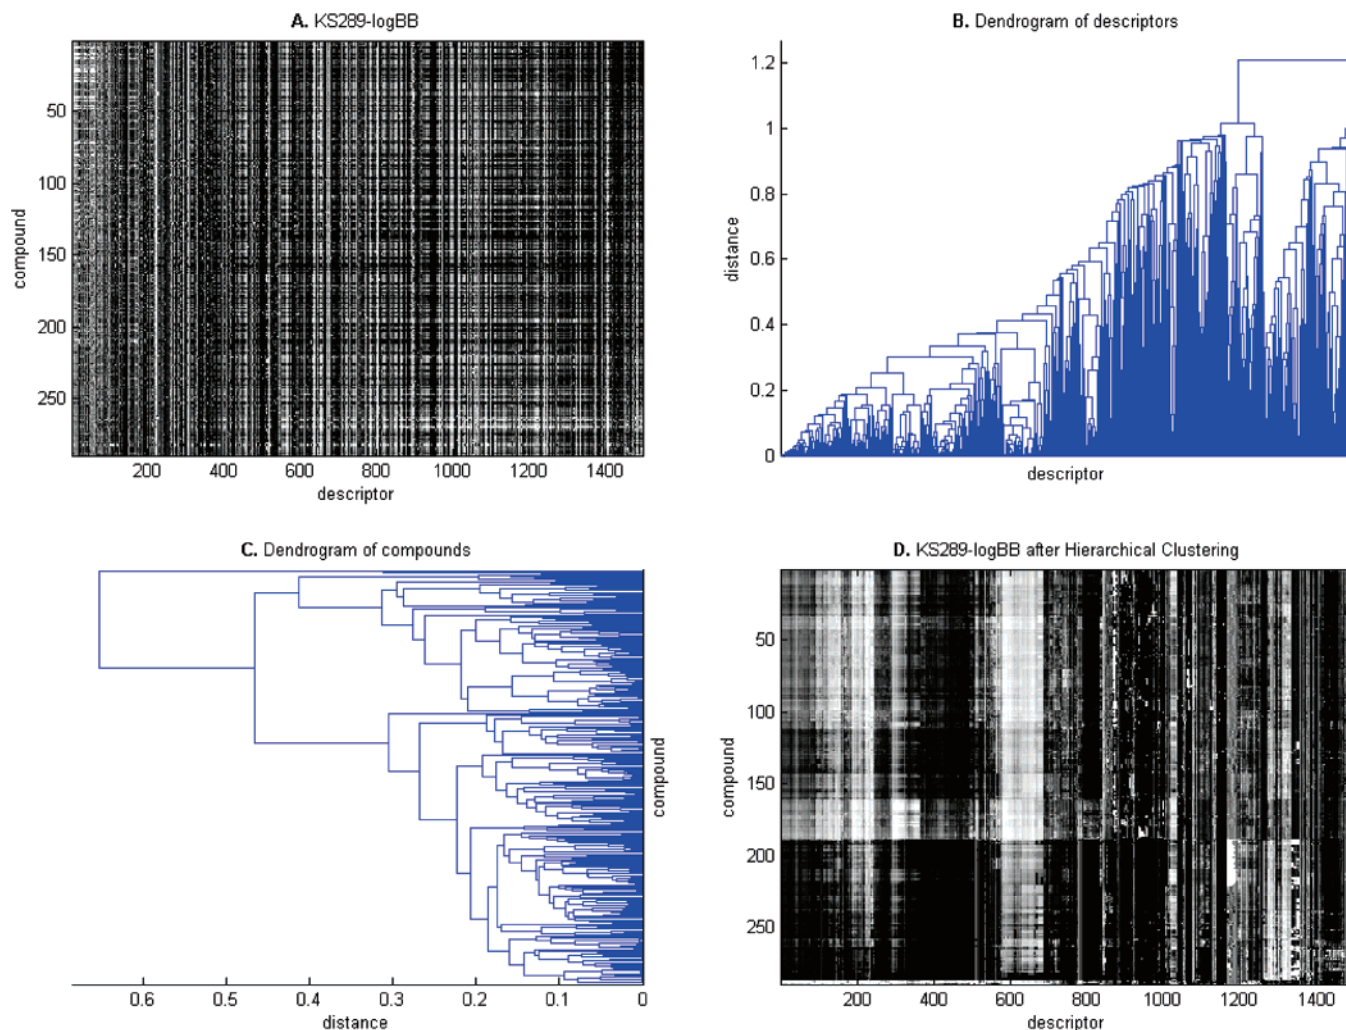 A. KS289-logBB
50
100
150
200
250
compound
200 400 600 800 1000 1200 1400
descriptor
B. Dendrogram of descriptors
1.2
1
0.8
0.6
0.4
0.2
0
distance
descriptor
C. Dendrogram of compounds
compound
0.6 0.5 0.4 0.3 0.2 0.1 0
distance
D. KS289-logBB after Hierarchical Clustering
50
100
150
200
250
compound
200 400 600 800 1000 1200 1400
descriptor